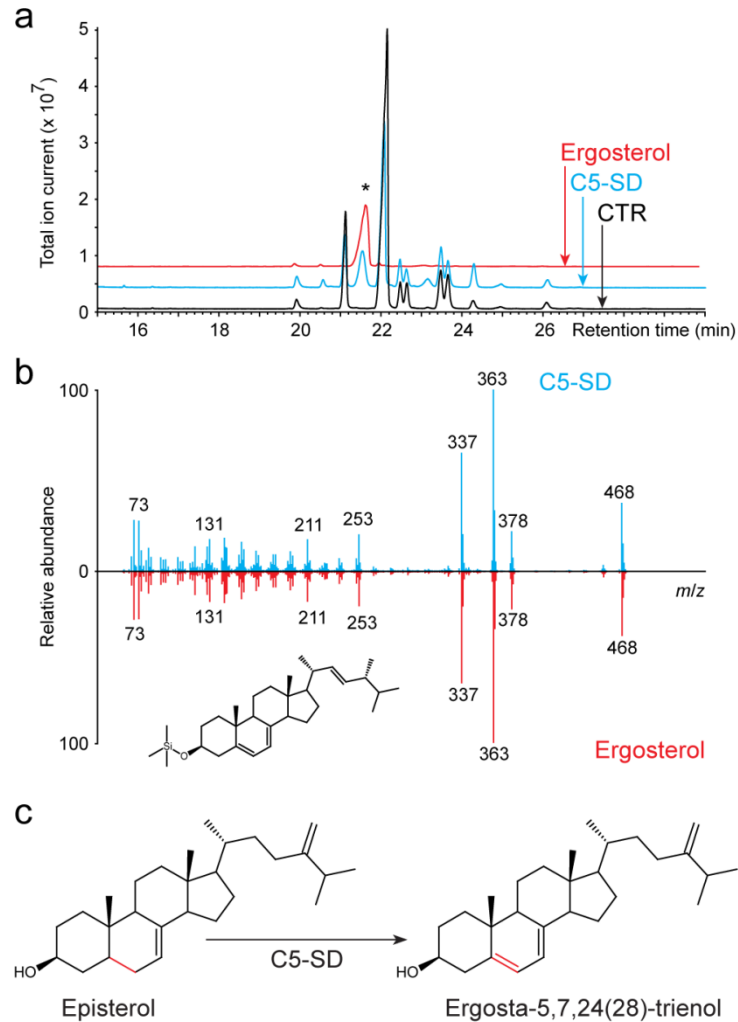 a
Total ion current (x 10⁷)
5
4
3
2
1
0
*
Ergosterol
C5-SD
CTR
16 18 20 21 22 24 26 Retention time (min)
b
Relative abundance
100
0
100
C5-SD
73
131
211
253
337
363
378
468
m/z
73
131
211
253
337
363
378
468
Si
O
Ergosterol
c
HO
Episterol
C5-SD
HO
Ergosta-5,7,24(28)-trienol